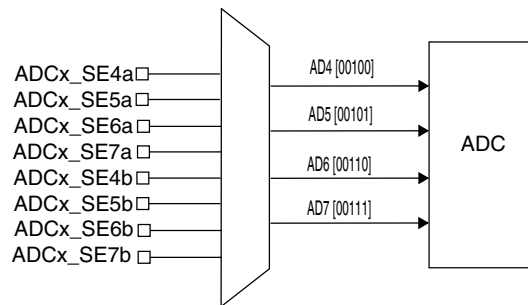 ADCx_SE4a
ADCx_SE5a
ADCx_SE6a
ADCx_SE7a
ADCx_SE4b
ADCx_SE5b
ADCx_SE6b
ADCx_SE7b
AD4 [00100]
AD5 [00101]
AD6 [00110]
AD7 [00111]
ADC